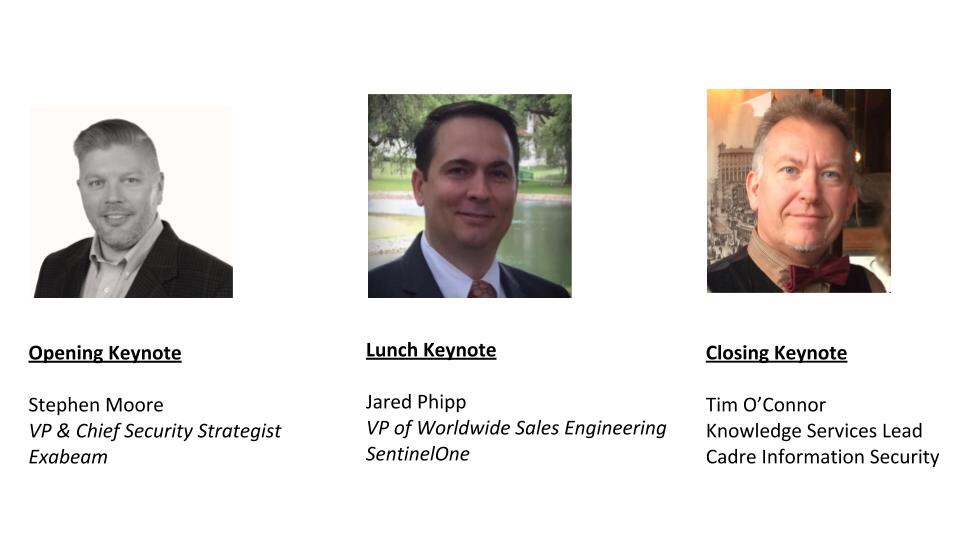 Opening Keynote
Stephen Moore
VP & Chief Security Strategist
Exabeam
Lunch Keynote
Jared Phipp
VP of Worldwide Sales Engineering
SentinelOne
Closing Keynote
Tim O’Connor
Knowledge Services Lead
Cadre Information Security